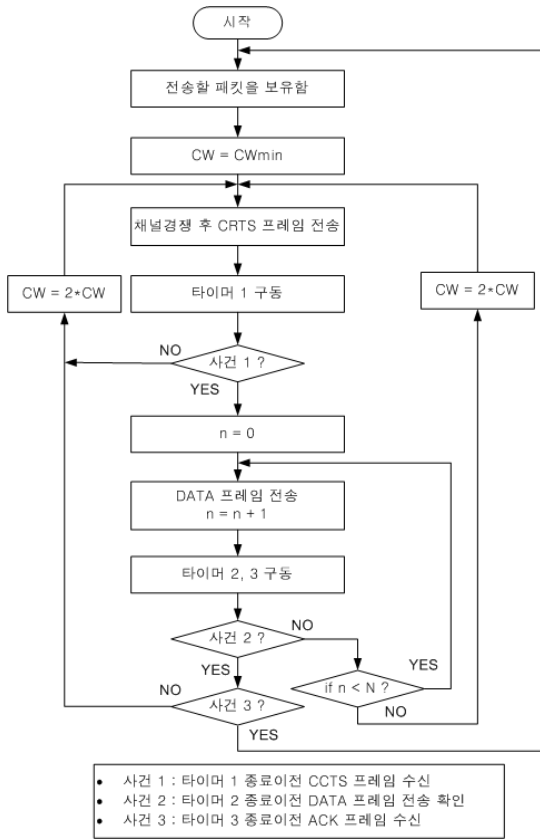 시작
전송할 패킷을 보유함
CW = CWmin
채널경쟁 후 CRTS 프레임 전송
CW = 2*CW
타이머 1 구동
CW = 2*CW
NO
사건 1 ?
YES
n = 0
DATA 프레임 전송
n = n + 1
타이머 2, 3 구동
사건 2 ?
NO
YES
if n < N ?
YES
NO
NO
사건 3 ?
YES
• 사건 1 : 타이머 1 종료이전 CCTS 프레임 수신
• 사건 2 : 타이머 2 종료이전 DATA 프레임 전송 확인
• 사건 3 : 타이머 3 종료이전 ACK 프레임 수신